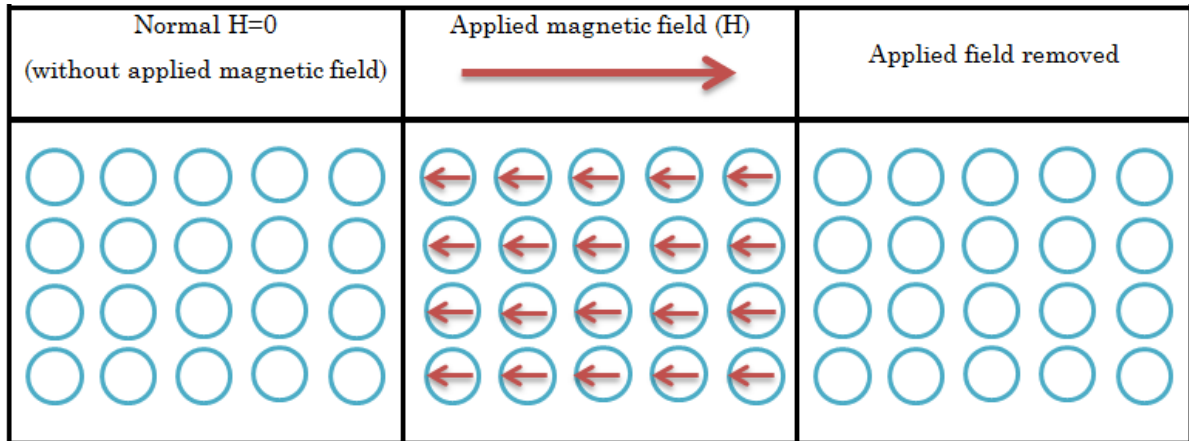 Normal H=0
(without applied magnetic field)
Applied magnetic field (H)
Applied field removed